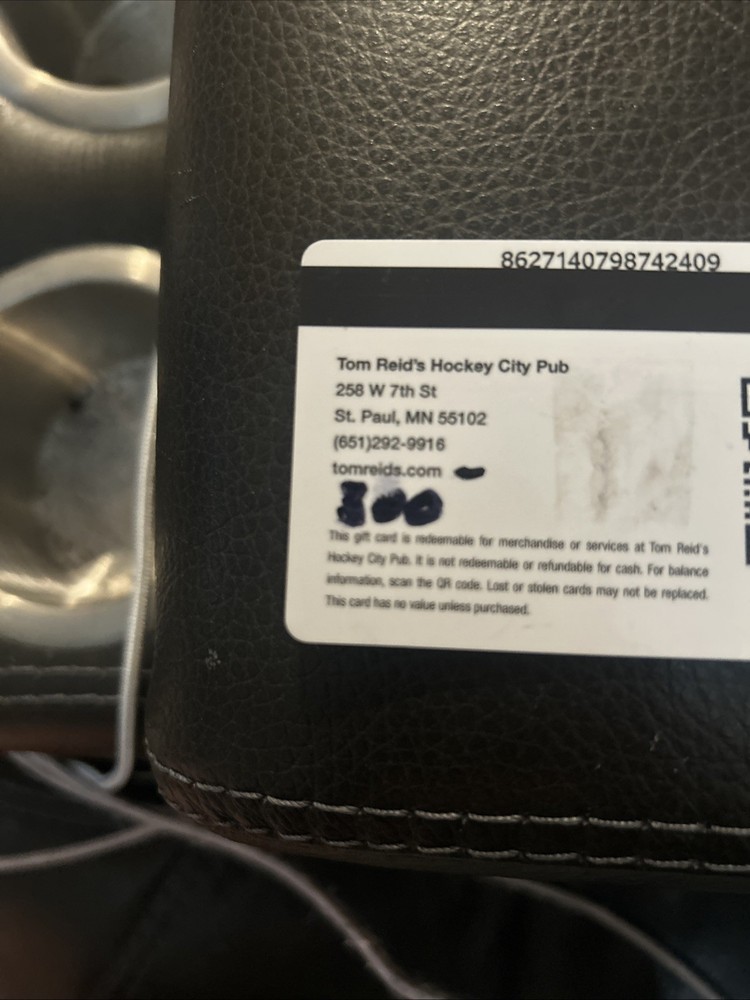 8627140798742409
Tom Reid's Hockey City Pub
258 W 7th St
St. Paul, MN 55102
(651)292-9916
tomreids.com
This gift card is redeemable for merchandise or services at Tom Reid's
Hockey City Pub. It is not redeemable or refundable for cash. For balance
information, scan the QR code. Lost or stolen cards may not be replaced.
This card has no value unless purchased.